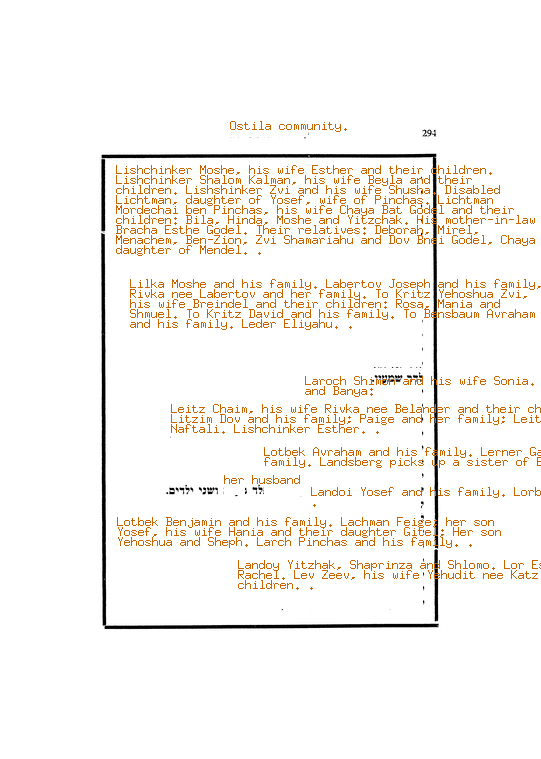 Ostila community.
294
Lishchinker Moshe, his wife Esther and their children.
Lishchinker Shalom Kalman, his wife Beyla and their
children. Lishshinker Zvi and his wife Shusha, Disabled
Lichtman, daughter of Yosef, wife of Pinchas. Lichtman
Mordechai ben Pinchas, his wife Chaya Bat Godel and their
children: Bila, Hinda, Moshe and Yitzchak. His mother-in-law
Bracha Esthe Godel. Their relatives: Deborah, Mirel,
Menachem, Ben-Zion, Zvi Shamariahu and Dov Bnei Godel, Chaya
daughter of Mendel. .
Lilka Moshe and his family. Labertov Joseph and his family,
Rivka nee Labertov and her family. To Kritz Yehoshua Zvi,
his wife Breindel and their children: Rosa, Mania and
Shmuel. To Kritz David and his family. To Bensbaum Avraham
and his family. Leder Eliyahu. .
Laroch Shimon and his wife Sonia.
and Banya:
Leitz Chaim, his wife Rivka nee Belander and their ch
Litzim Dov and his family; Paige and her family; Leit
Naftali. Lishchinker Esther. .
Lotbek Avraham and his family. Lerner Ga
family. Landsberg picks up a sister of E
her husband
ושני ילדים.
Landoi Yosef and his family. Lorb
.
Lotbek Benjamin and his family. Lachman Feige, her son
Yosef, his wife Hania and their daughter Gitel; Her son
Yehoshua and Sheph. Larch Pinchas and his family. .
Landoy Yitzhak, Shaprinza and Shlomo. Lor Es
Rachel. Lev Zeev, his wife Yehudit nee Katz
children. .